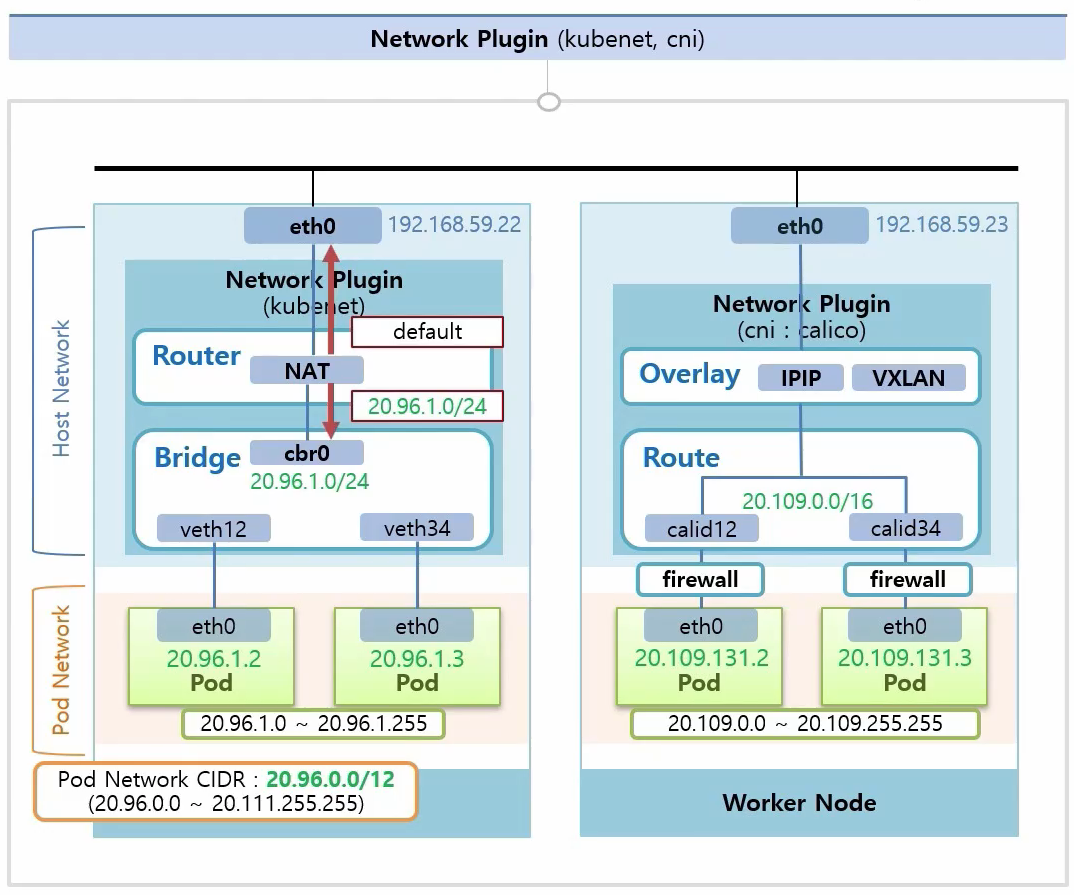 Network Plugin (kubenet, cni)
eth0
192.168.59.22
Network Plugin
(kubenet)
default
Router
NAT
20.96.1.0/24
Bridge
cbr0
20.96.1.0/24
veth12
veth34
eth0
20.96.1.2
Pod
eth0
20.96.1.3
Pod
20.96.1.0 ~ 20.96.1.255
Host Network
Pod Network
Pod Network CIDR : 20.96.0.0/12
(20.96.0.0 ~ 20.111.255.255)
eth0
192.168.59.23
Network Plugin
(cni : calico)
Overlay
IPIP
VXLAN
Route
20.109.0.0/16
calid12
calid34
firewall
firewall
eth0
20.109.131.2
Pod
eth0
20.109.131.3
Pod
20.109.0.0 ~ 20.109.255.255
Worker Node